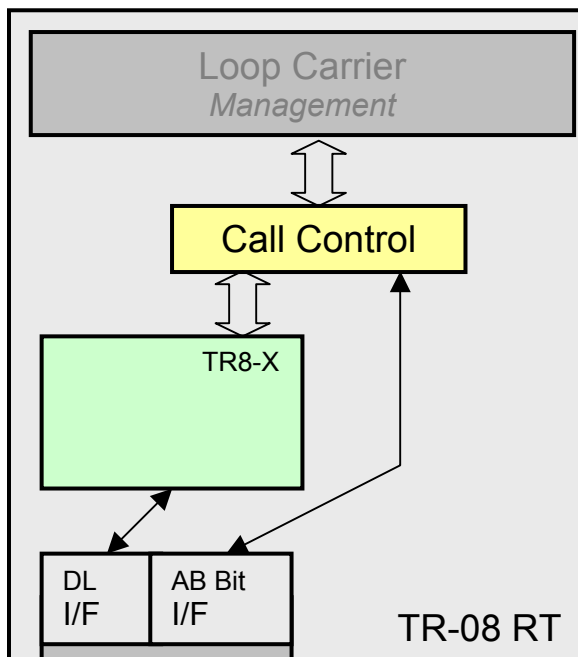 Loop Carrier
Management
Call Control
TR8-X
DL
I/F
AB Bit
I/F
TR-08 RT